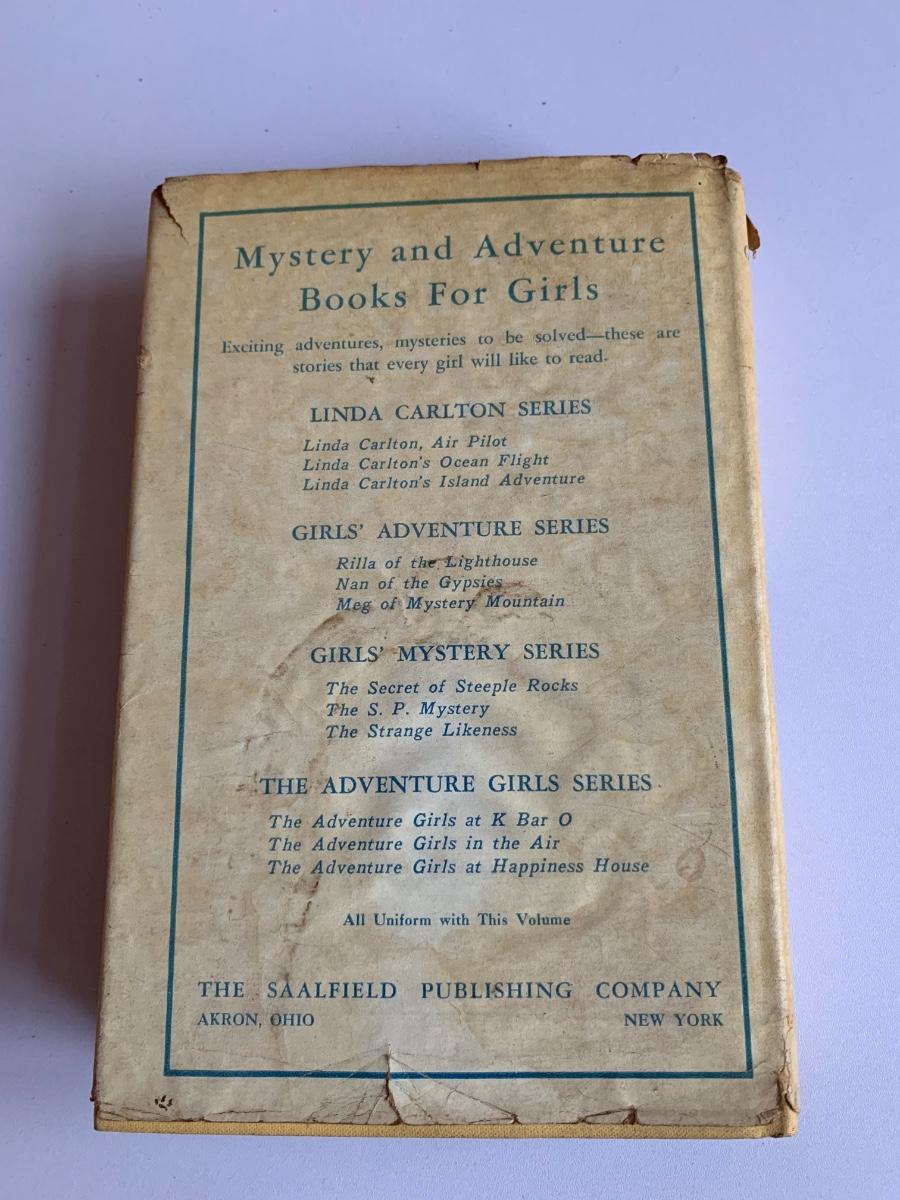 Mystery and Adventure
Books For Girls
Exciting adventures, mysteries to be solved—these are
stories that every girl will like to read.
LINDA CARLTON SERIES
Linda Carlton, Air Pilot
Linda Carlton's Ocean Flight
Linda Carlton's Island Adventure
GIRLS' ADVENTURE SERIES
Rilla of the Lighthouse
Nan of the Gypsies
Meg of Mystery Mountain
GIRLS' MYSTERY SERIES
The Secret of Steeple Rocks
The S. P. Mystery
The Strange Likeness
THE ADVENTURE GIRLS SERIES
The Adventure Girls at K Bar O
The Adventure Girls in the Air
The Adventure Girls at Happiness House
All Uniform with This Volume
THE SAALFIELD PUBLISHING COMPANY
AKRON, OHIO NEW YORK